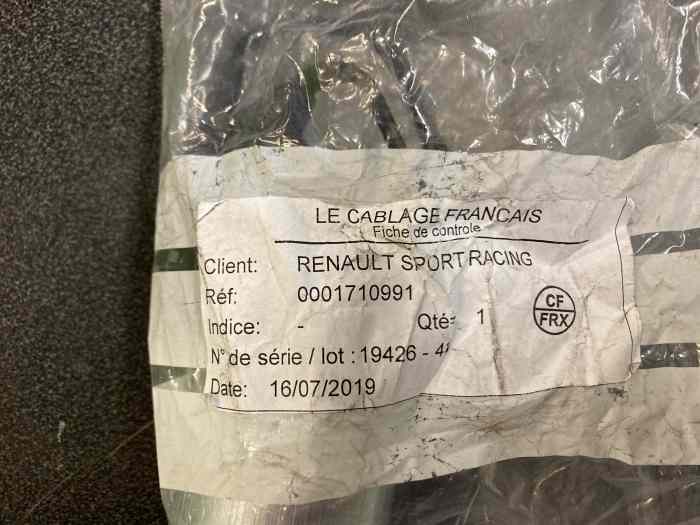 LE CABLAGE FRANCAIS
Fiche de controle
Client: RENAULT SPORT RACING
Réf: 0001710991
Indice: - Qté= 1
CF
FRX
N° de série / lot : 19426 -
Date: 16/07/2019